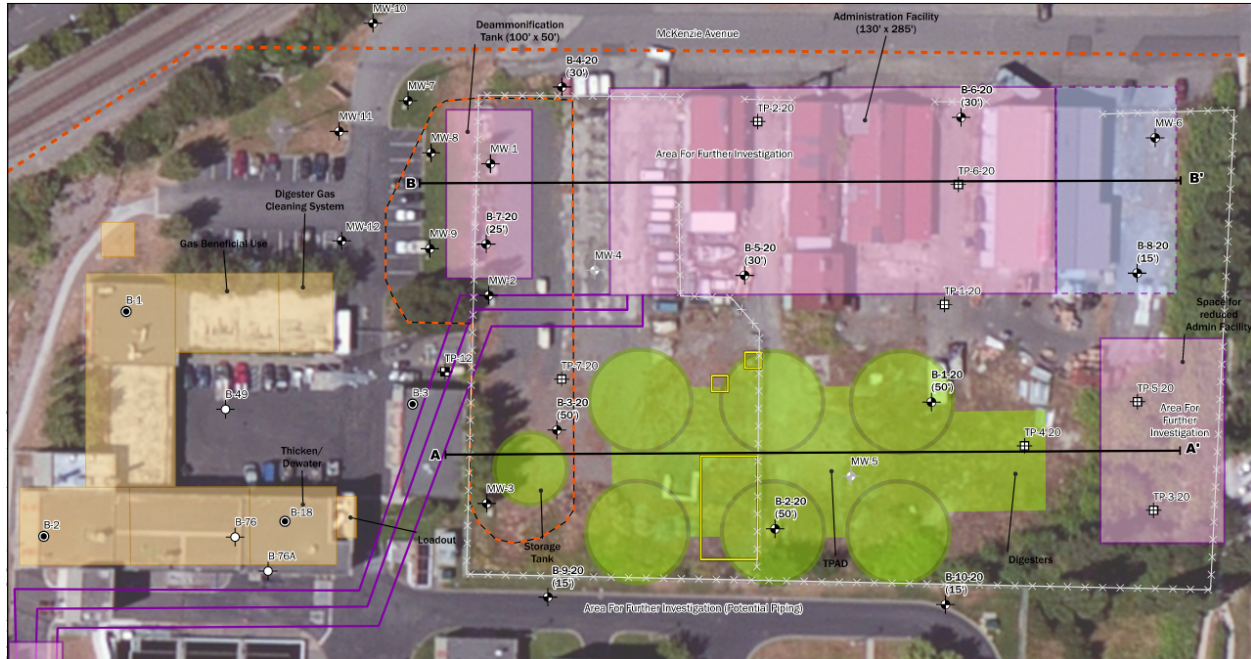 MW-10
Deammonification
Tank (100' x 50')
McKenzie Avenue
Administration Facility
(130' x 285')
B-4-20
(30')
MW-7
MW-11
MW-8
TP-2-20
B-6-20
(30')
MW-6
MW-1
Area For Further Investigation
TP-6-20
B
B'
Digester Gas
Cleaning System
Gas Beneficial Use
MW-12
MW-9
B-7-20
(25')
MW-4
B-5-20
(30')
B-8-20
(15')
MW-2
B-1
TP-1-20
Space for
reduced
Admin Facility
TP-12
TP-7-20
B-49
B-3
B-3-20
(50')
B-1-20
(50')
TP-5-20
Area For
Further
Investigation
TP-4-20
A
A'
Thicken/
Dewater
MW-5
MW-3
TP-3-20
B-18
B-2
B-76
B-2-20
(50')
Loadout
Storage
Tank
TPAD
Digesters
B-76A
B-9-20
(15')
Area For Further Investigation (Potential Piping)
B-10-20
(15')